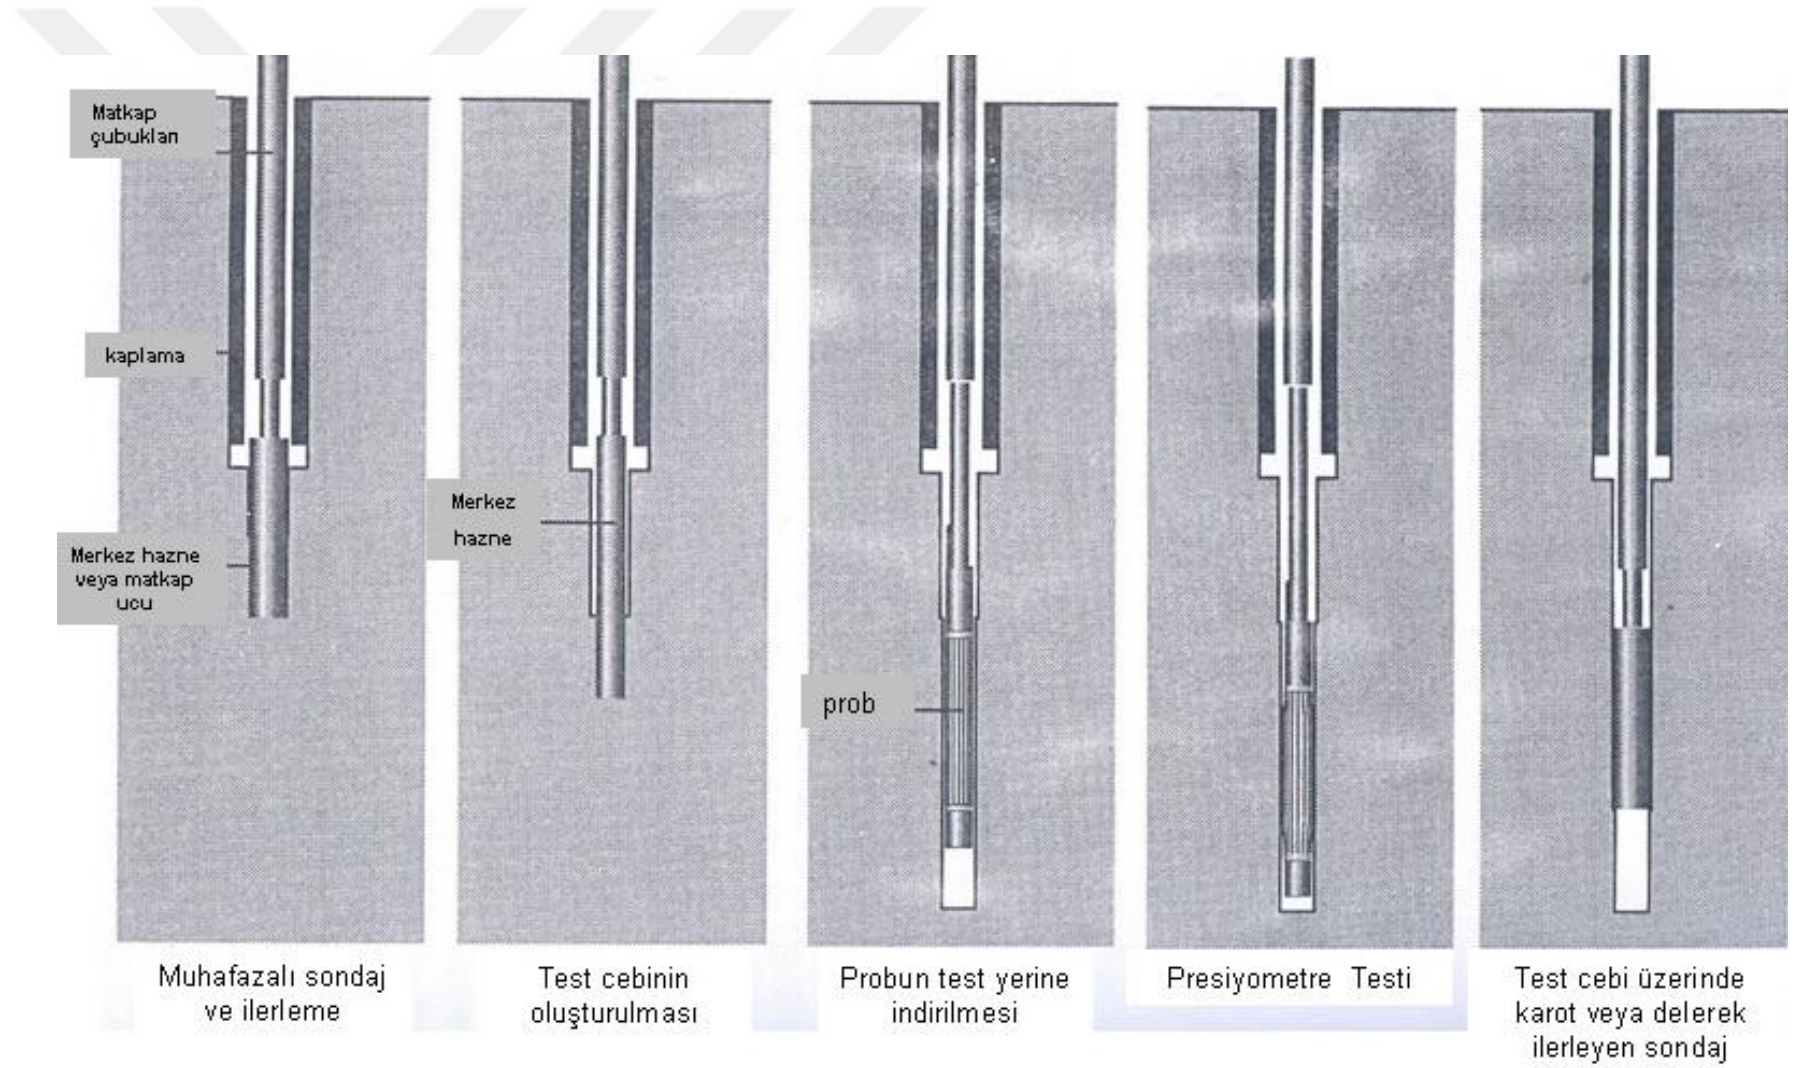 Matkap
çubukları
kaplama
Merkez hazne
veya matkap
ucu
Merkez
hazne
prob
Muhafazalı sondaj
ve ilerleme
Test cebinin
oluşturulması
Probun test yerine
indirilmesi
Presiyometre Testi
Test cebi üzerinde
karot veya delerek
ilerleyen sondaj